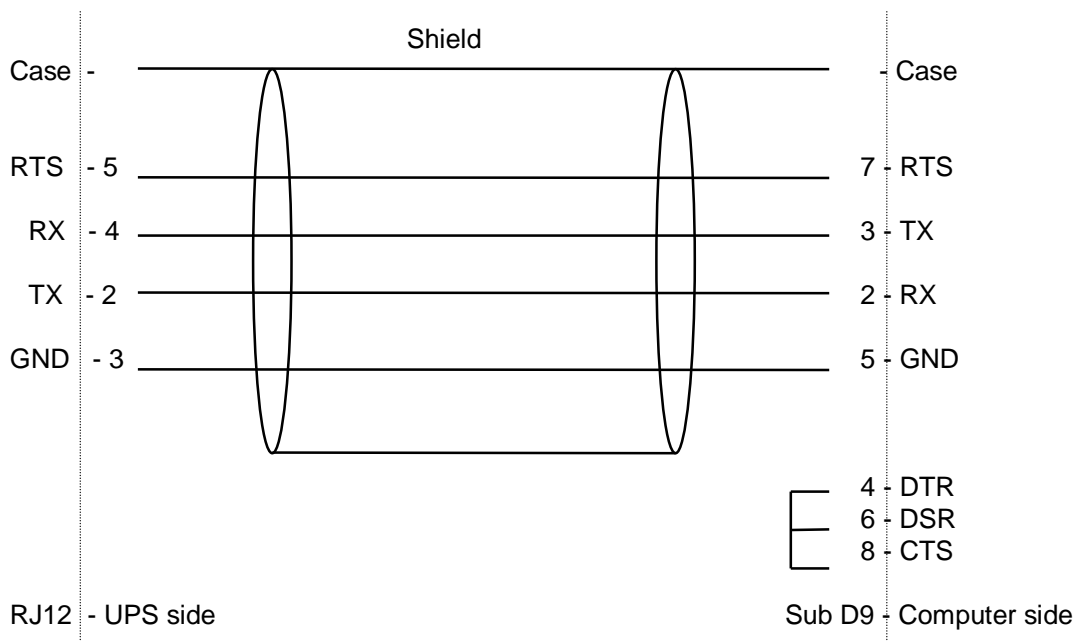 Shield
Case - - Case
RTS - 5 7 - RTS
RX - 4 3 - TX
TX - 2 2 - RX
GND - 3 5 - GND
4 - DTR
6 - DSR
8 - CTS
RJ12 - UPS side Sub D9 - Computer side